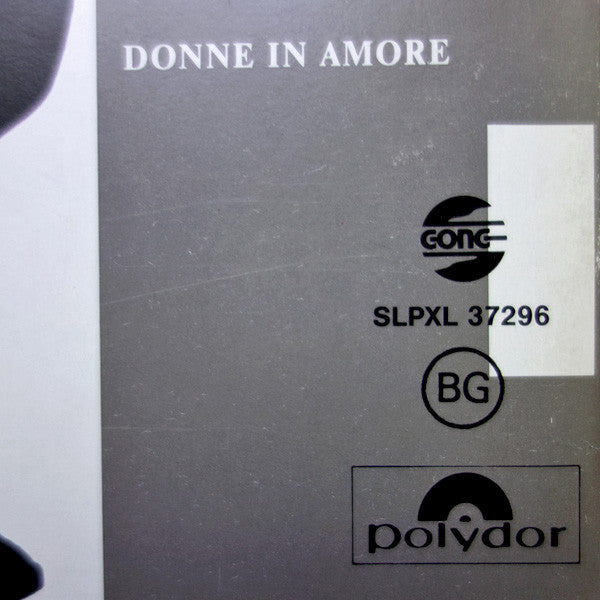 DONNE IN AMORE
GONG
SLPXL 37296
BG
polydor